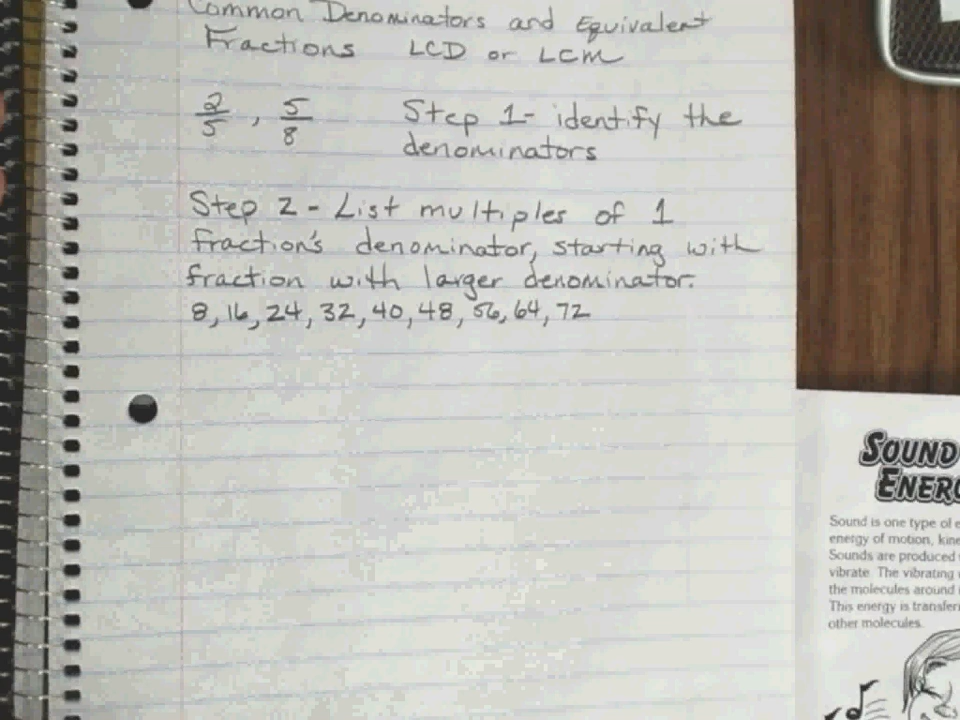 Common Denominators and Equivalent
Fractions LCD or LCM
2/5 , 5/8 Step 1- identify the
denominators
Step 2 - List multiples of 1
fraction's denominator, starting with
fraction with larger denominator.
8, 16, 24, 32, 40, 48, 56, 64, 72
SOUND
ENERG
Sound is one type of e
energy of motion, kine
Sounds are produced
vibrate. The vibrating
the molecules around
This energy is transfer
other molecules.